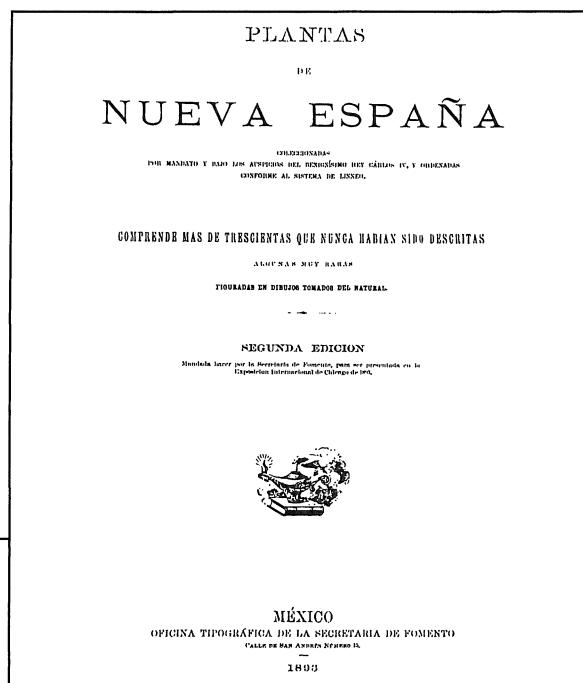 PLANTAS
DE
NUEVA ESPAÑA
COLECCIONADAS
POR MANDATO Y BAJO LOS AUSPICIOS DEL BENIGNÍSIMO REY CÁRLOS IV, Y ORDENADAS
CONFORME AL SISTEMA DE LINNEO.
COMPRENDE MAS DE TRESCIENTAS QUE NUNCA HABIAN SIDO DESCRITAS
ALGUNAS MUY RARAS
FIGURADAS EN DIBUJOS TOMADOS DEL NATURAL.
SEGUNDA EDICION
Mandada hacer por la Secretaría de Fomento, para ser presentada en la
Exposicion Internacional de Chicago de
MÉXICO
OFICINA TIPOGRÁFICA DE LA SECRETARIA DE FOMENTO
CALLE DE SAN ANDRÉS NÚMERO 15.
1893